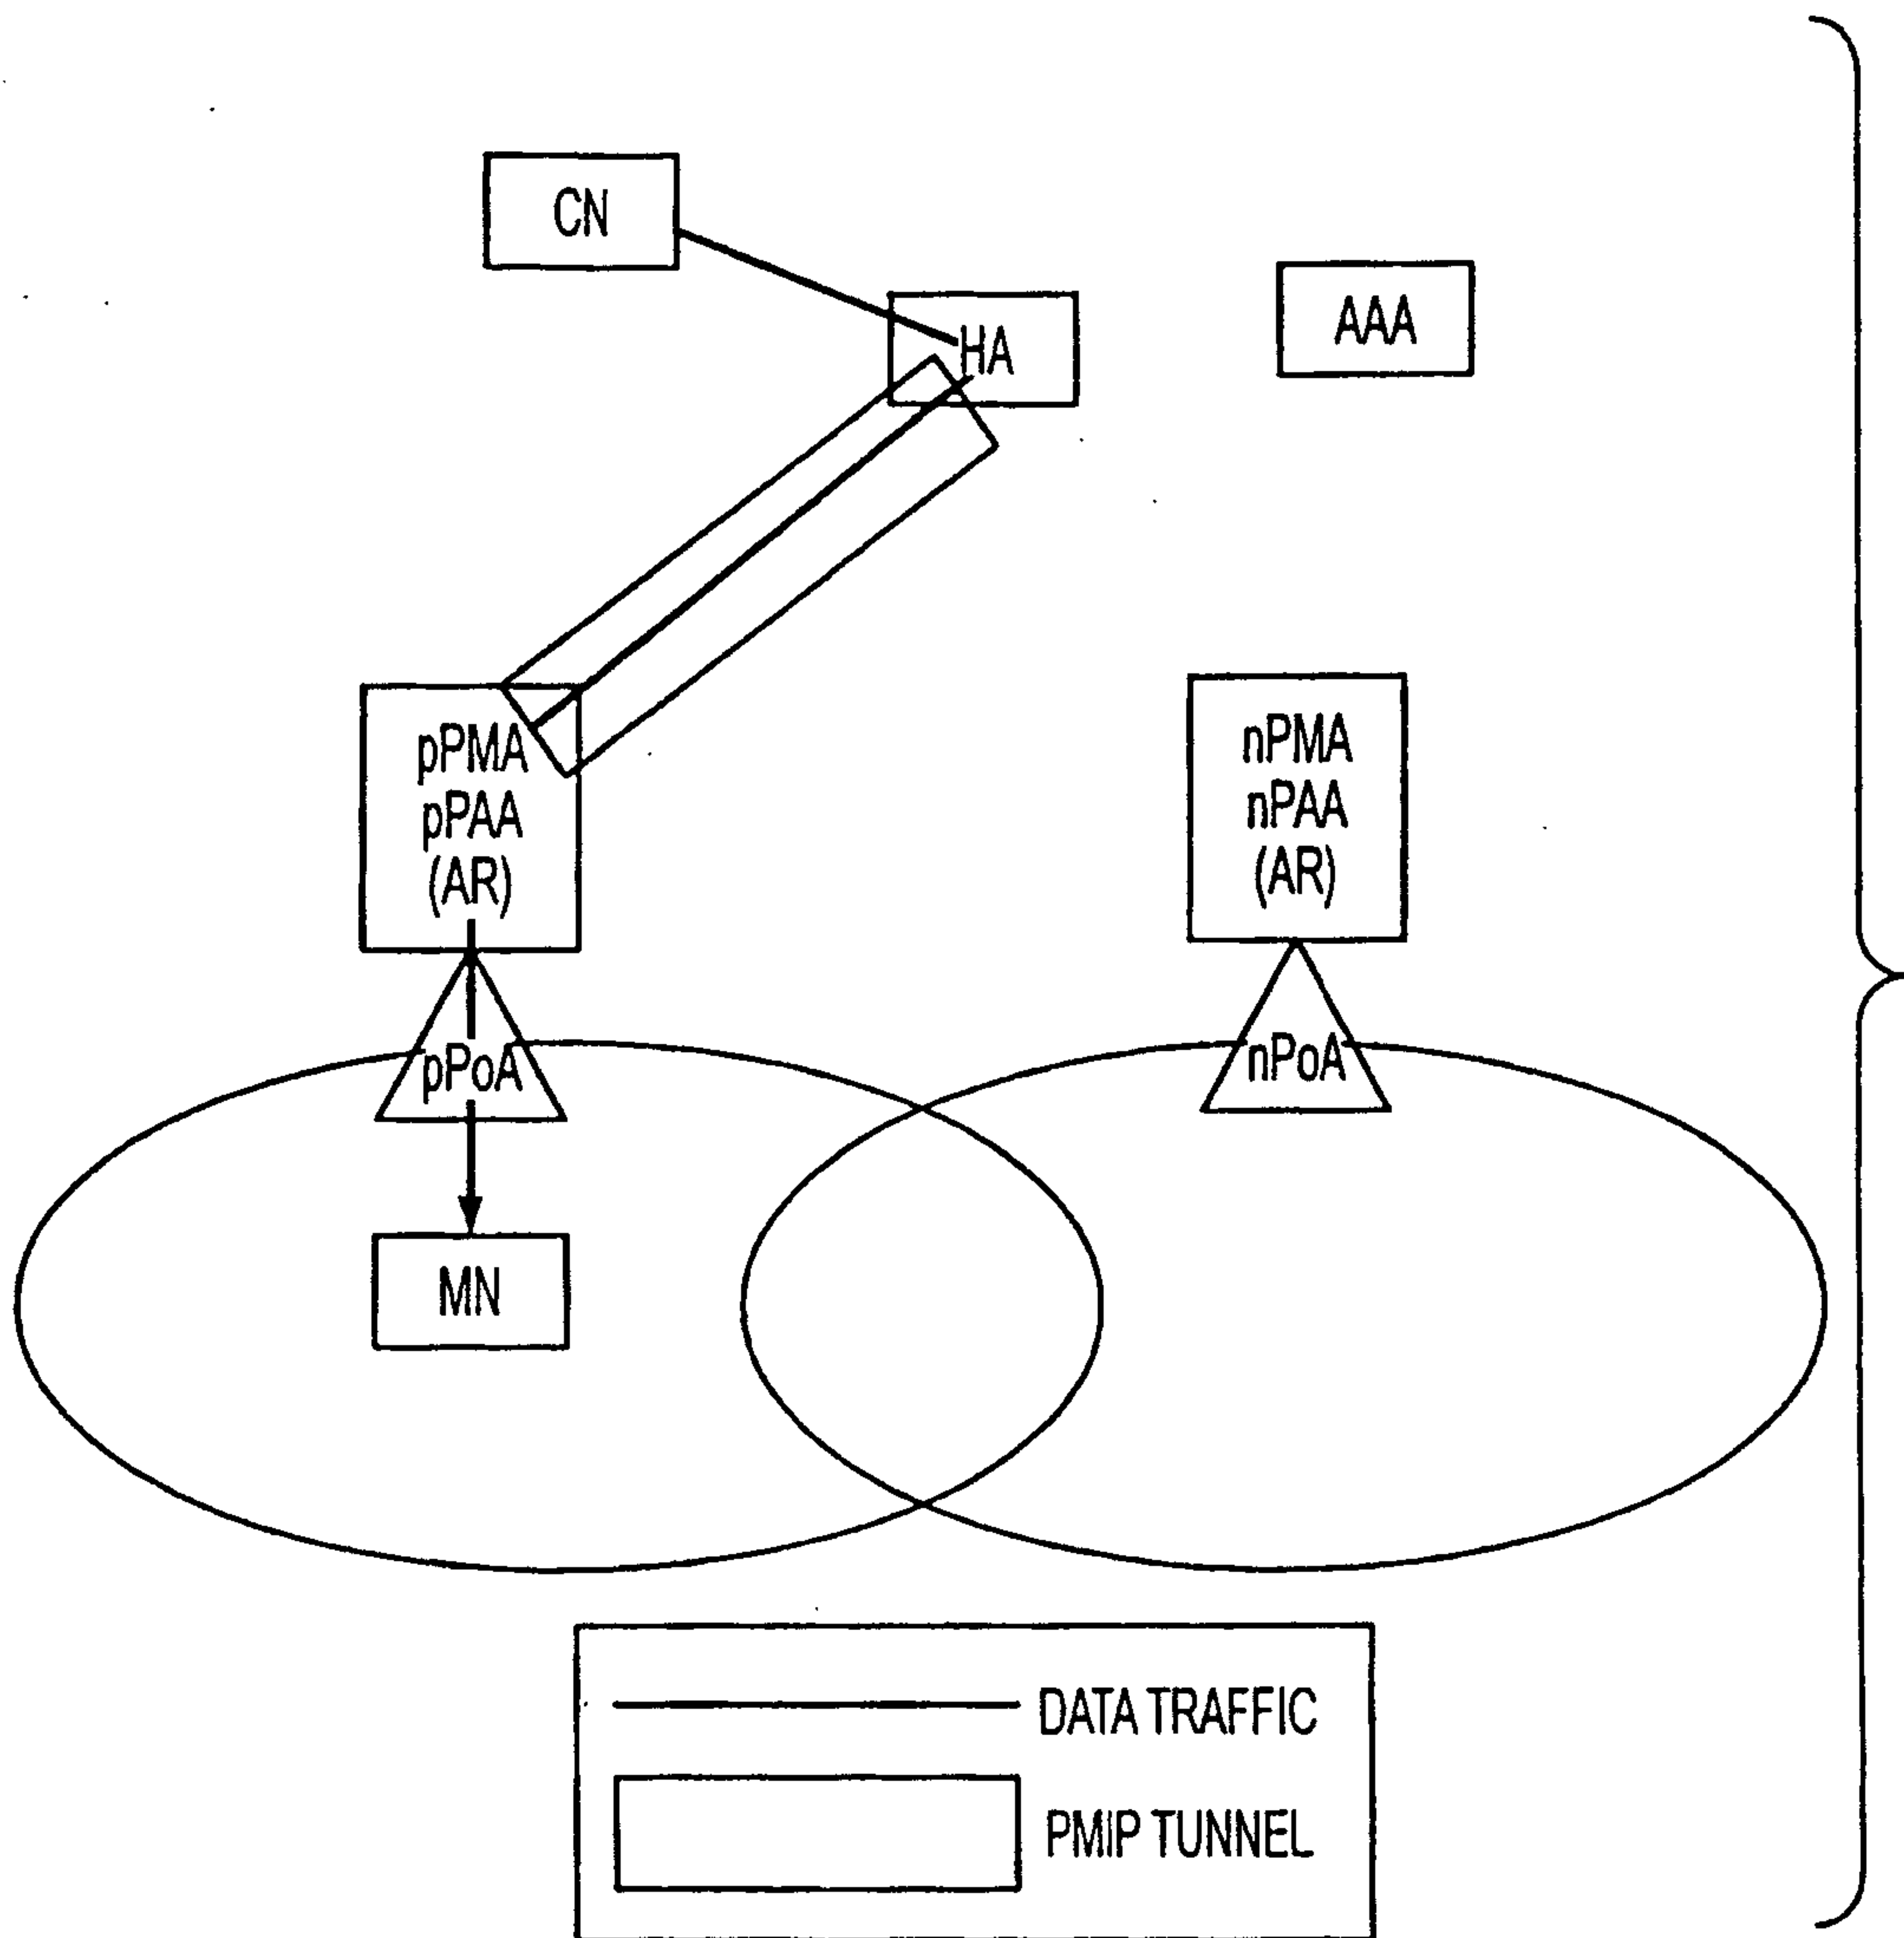 CN
HA
AAA
pPMA
pPAA
(AR)
nPMA
nPAA
(AR)
pPoA
nPoA
MN
DATA TRAFFIC
PMIP TUNNEL